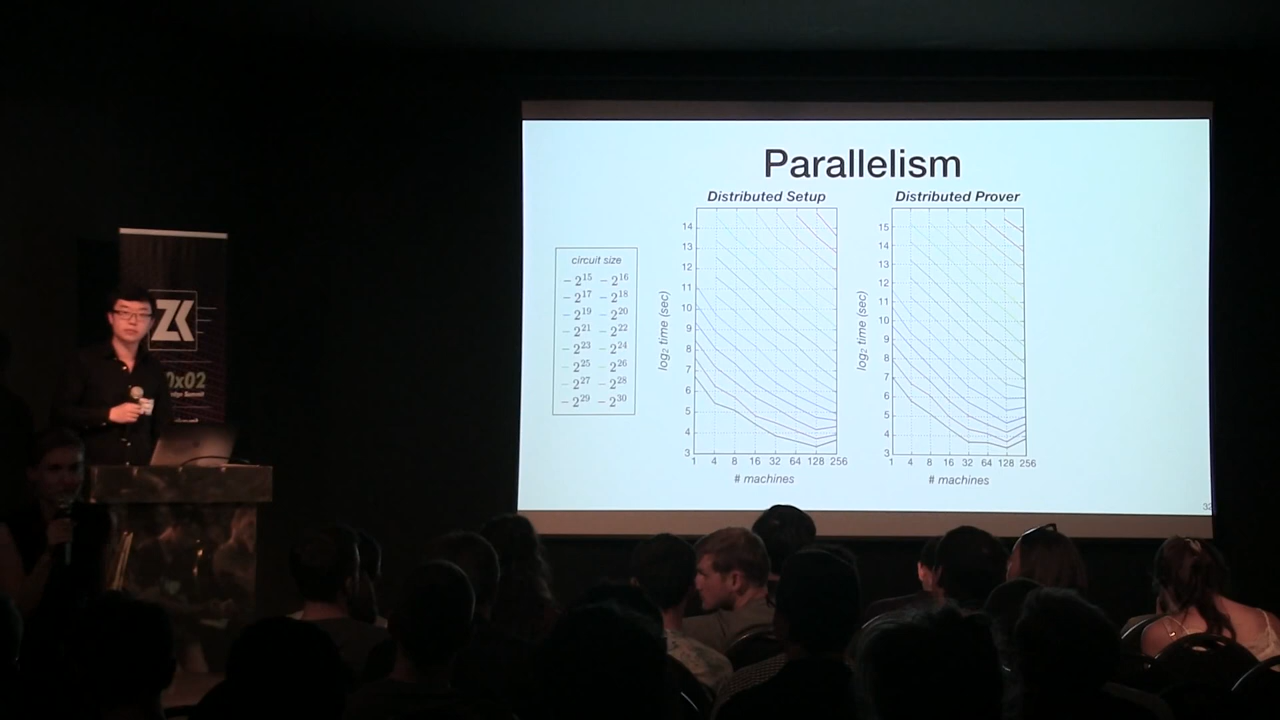 Parallelism
Distributed Setup
Distributed Prover
circuit size
– 2^15 – 2^16
– 2^17 – 2^18
– 2^19 – 2^20
– 2^21 – 2^22
– 2^23 – 2^24
– 2^25 – 2^26
– 2^27 – 2^28
– 2^29 – 2^30
log₂ time (sec)
14
13
12
11
10
9
8
7
6
5
4
3
1 4 8 16 32 64 128 256
# machines
log₂ time (sec)
15
14
13
12
11
10
9
8
7
6
5
4
3
1 4 8 16 32 64 128 256
# machines
ZK
0x02
Summit